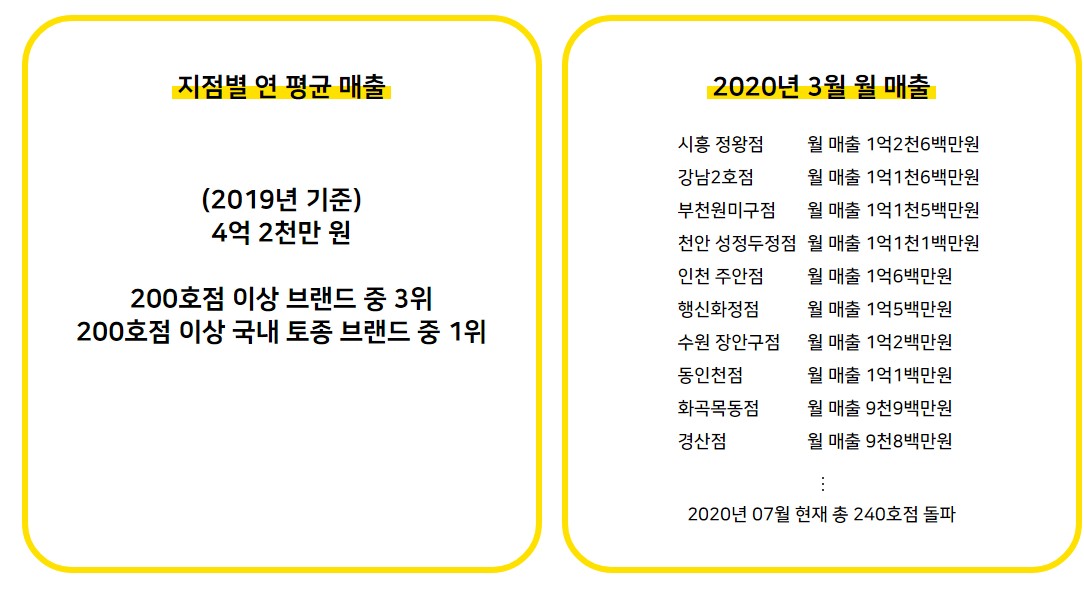 지점별 연 평균 매출
(2019년 기준)
4억 2천만 원
200호점 이상 브랜드 중 3위
200호점 이상 국내 토종 브랜드 중 1위
2020년 3월 월 매출
시흥 정왕점 월 매출 1억2천6백만원
강남2호점 월 매출 1억1천6백만원
부천원미구점 월 매출 1억1천5백만원
천안 성정두정점 월 매출 1억1천1백만원
인천 주안점 월 매출 1억6백만원
행신화정점 월 매출 1억5백만원
수원 장안구점 월 매출 1억2백만원
동인천점 월 매출 1억1백만원
화곡목동점 월 매출 9천9백만원
경산점 월 매출 9천8백만원
⋮
2020년 07월 현재 총 240호점 돌파